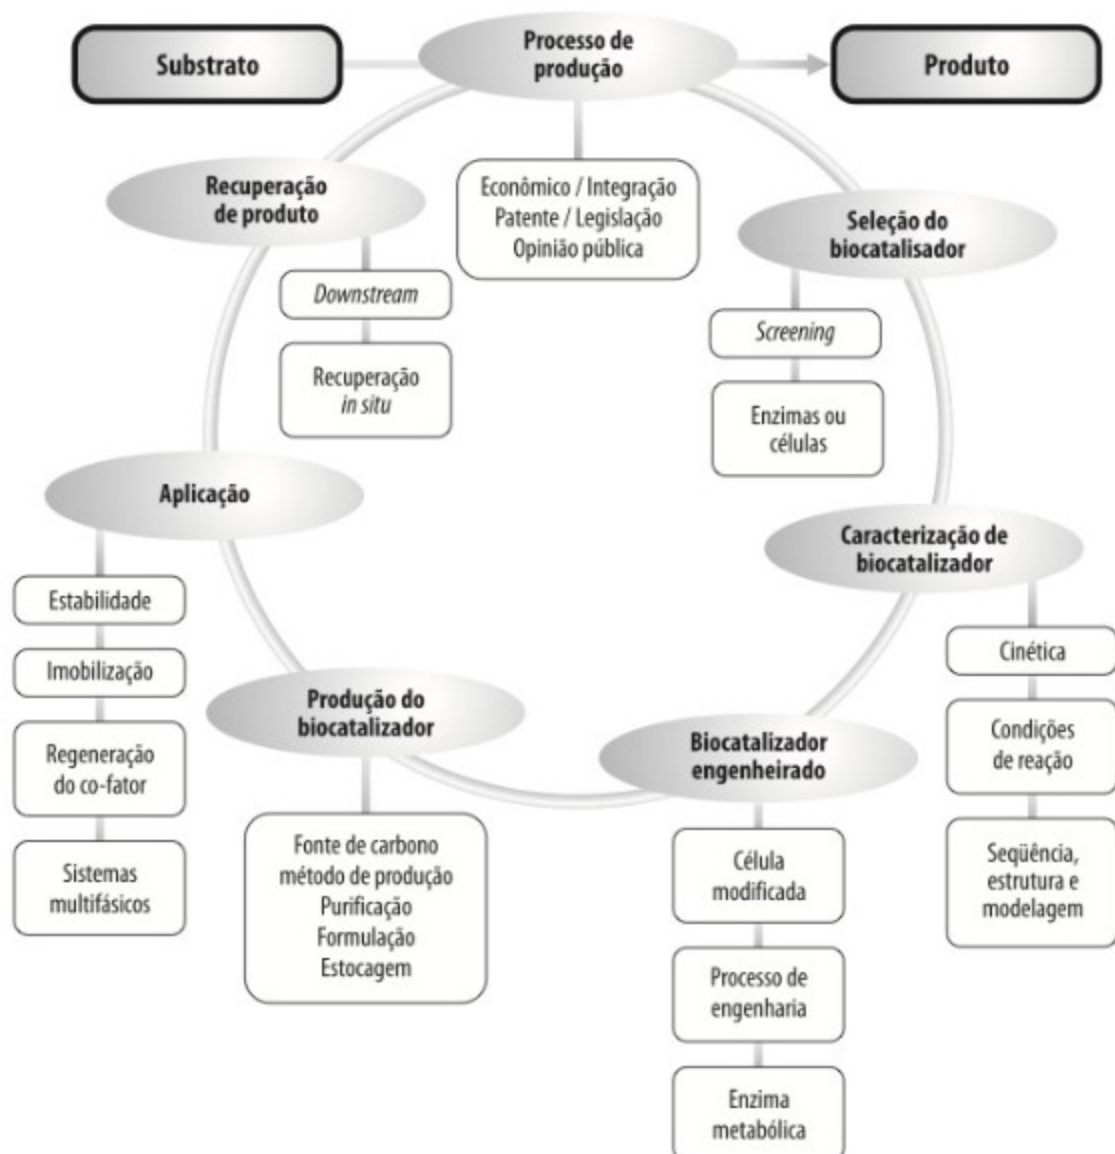 Substrato
Processo de
produção
Produto
Econômico / Integração
Patente / Legislação
Opinião pública
Recuperação
de produto
Downstream
Recuperação
in situ
Seleção do
biocatalisador
Screening
Enzimas ou
células
Aplicação
Estabilidade
Imobilização
Regeneração
do co-fator
Sistemas
multifásicos
Caracterização de
biocatalizador
Cinética
Condições
de reação
Seqüência,
estrutura e
modelagem
Produção do
biocatalizador
Fonte de carbono
método de produção
Purificação
Formulação
Estocagem
Biocatalizador
engenheirado
Célula
modificada
Processo de
engenharia
Enzima
metabólica